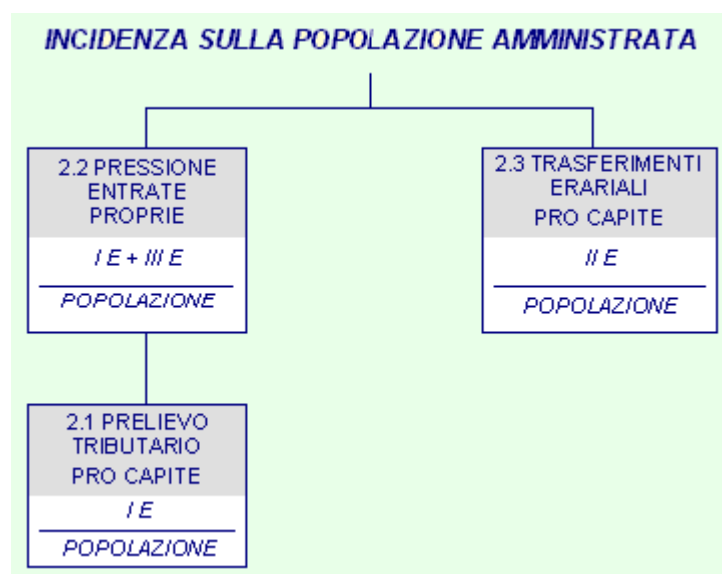 INCIDENZA SULLA POPOLAZIONE AMMINISTRATA
2.2 PRESSIONE
ENTRATE
PROPRIE
I E + III E
POPOLAZIONE
2.3 TRASFERIMENTI
ERARIALI
PRO CAPITE
II E
POPOLAZIONE
2.1 PRELIEVO
TRIBUTARIO
PRO CAPITE
I E
POPOLAZIONE